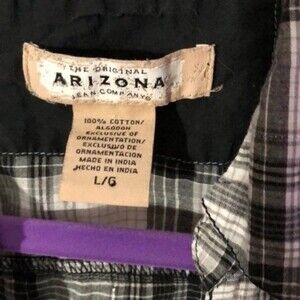 THE ORIGINAL
ARIZONA
JEAN COMPANY®
100% COTTON/
ALGODON
EXCLUSIVE OF
ORNAMENTATION/
EXCLUSIVO DE
ORNAMENTACION
MADE IN INDIA
HECHO EN INDIA
L/G